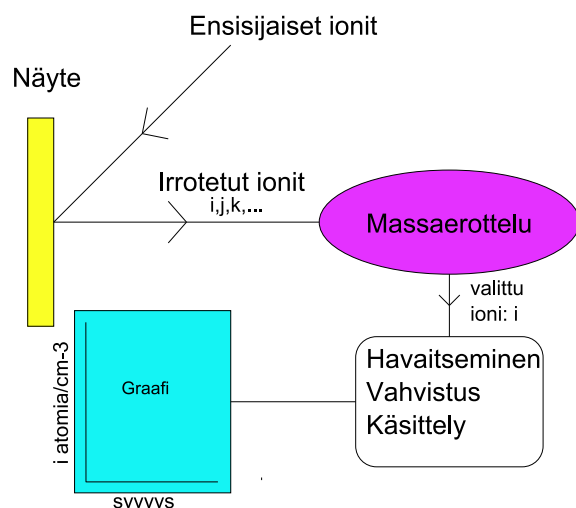 Ensisijaiset ionit
Näyte
Irrotetut ionit
i,j,k,...
Massaerottelu
valittu
ioni: i
Havaitseminen
Vahvistus
Käsittely
Graafi
i atomia/cm-3
syvyys